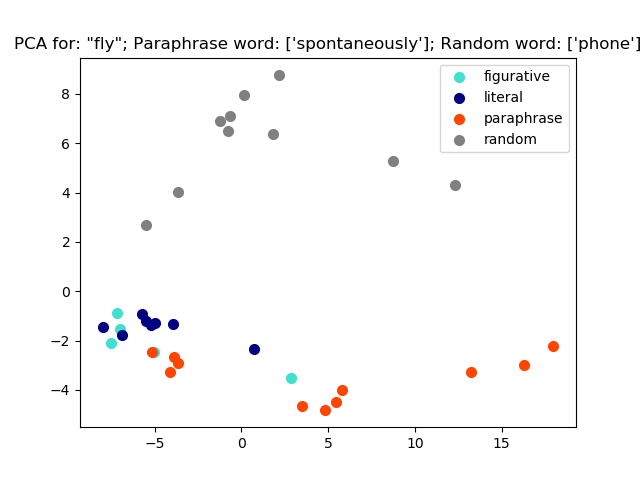 PCA for: "fly"; Paraphrase word: ['spontaneously']; Random word: ['phone']
figurative
literal
paraphrase
random
8
6
4
2
0
−2
−4
−5
0
5
10
15